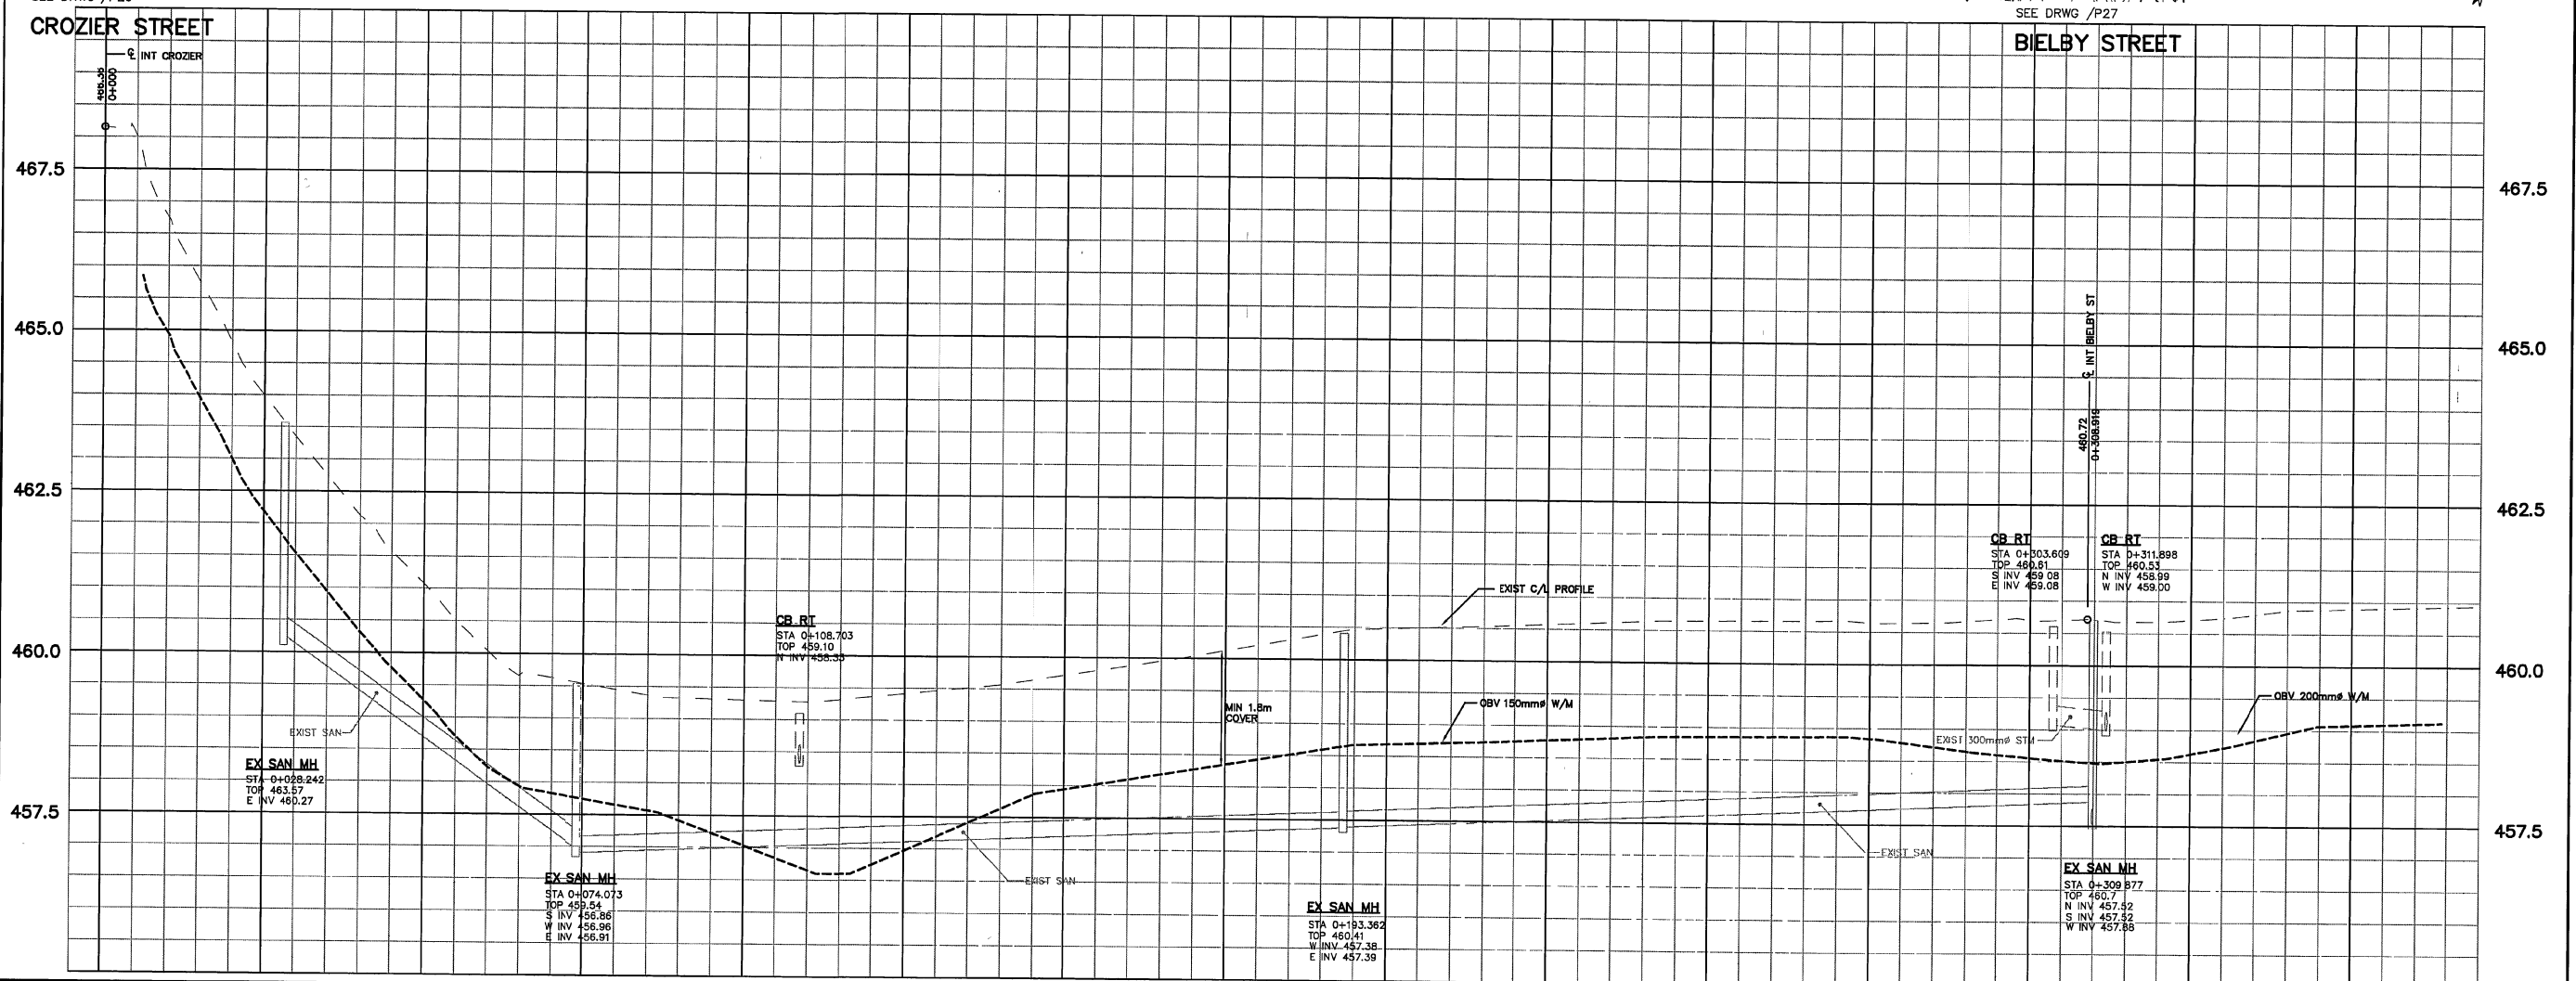 CROZIER STREET
℄ INT CROZIER
0+000
SEE DRWG /P27
BIELBY STREET
467.5
467.5
465.0
465.0
462.5
462.5
460.0
460.0
457.5
457.5
℄ INT BIELBY ST
460.72
0+308.919
CB RT
STA 0+303.609
TOP 460.61
S INV 459.08
E INV 459.08
CB RT
STA 0+311.898
TOP 460.53
N INV 458.99
W INV 459.00
EXIST C/L PROFILE
CB RT
STA 0+108.703
TOP 459.10
N INV 458.33
MIN 1.8m
COVER
OBV 150mmø W/M
OBV 200mmø W/M
EXIST 300mmø STM
EXIST SAN
EX SAN MH
STA 0+028.242
TOP 463.57
E INV 460.27
EXIST SAN
EXIST SAN
EX SAN MH
STA 0+074.073
TOP 459.54
S INV 456.86
W INV 456.96
E INV 456.91
EX SAN MH
STA 0+193.362
TOP 460.41
W INV 457.38
E INV 457.39
EX SAN MH
STA 0+309.877
TOP 460.7
N INV 457.52
S INV 457.52
W INV 457.88